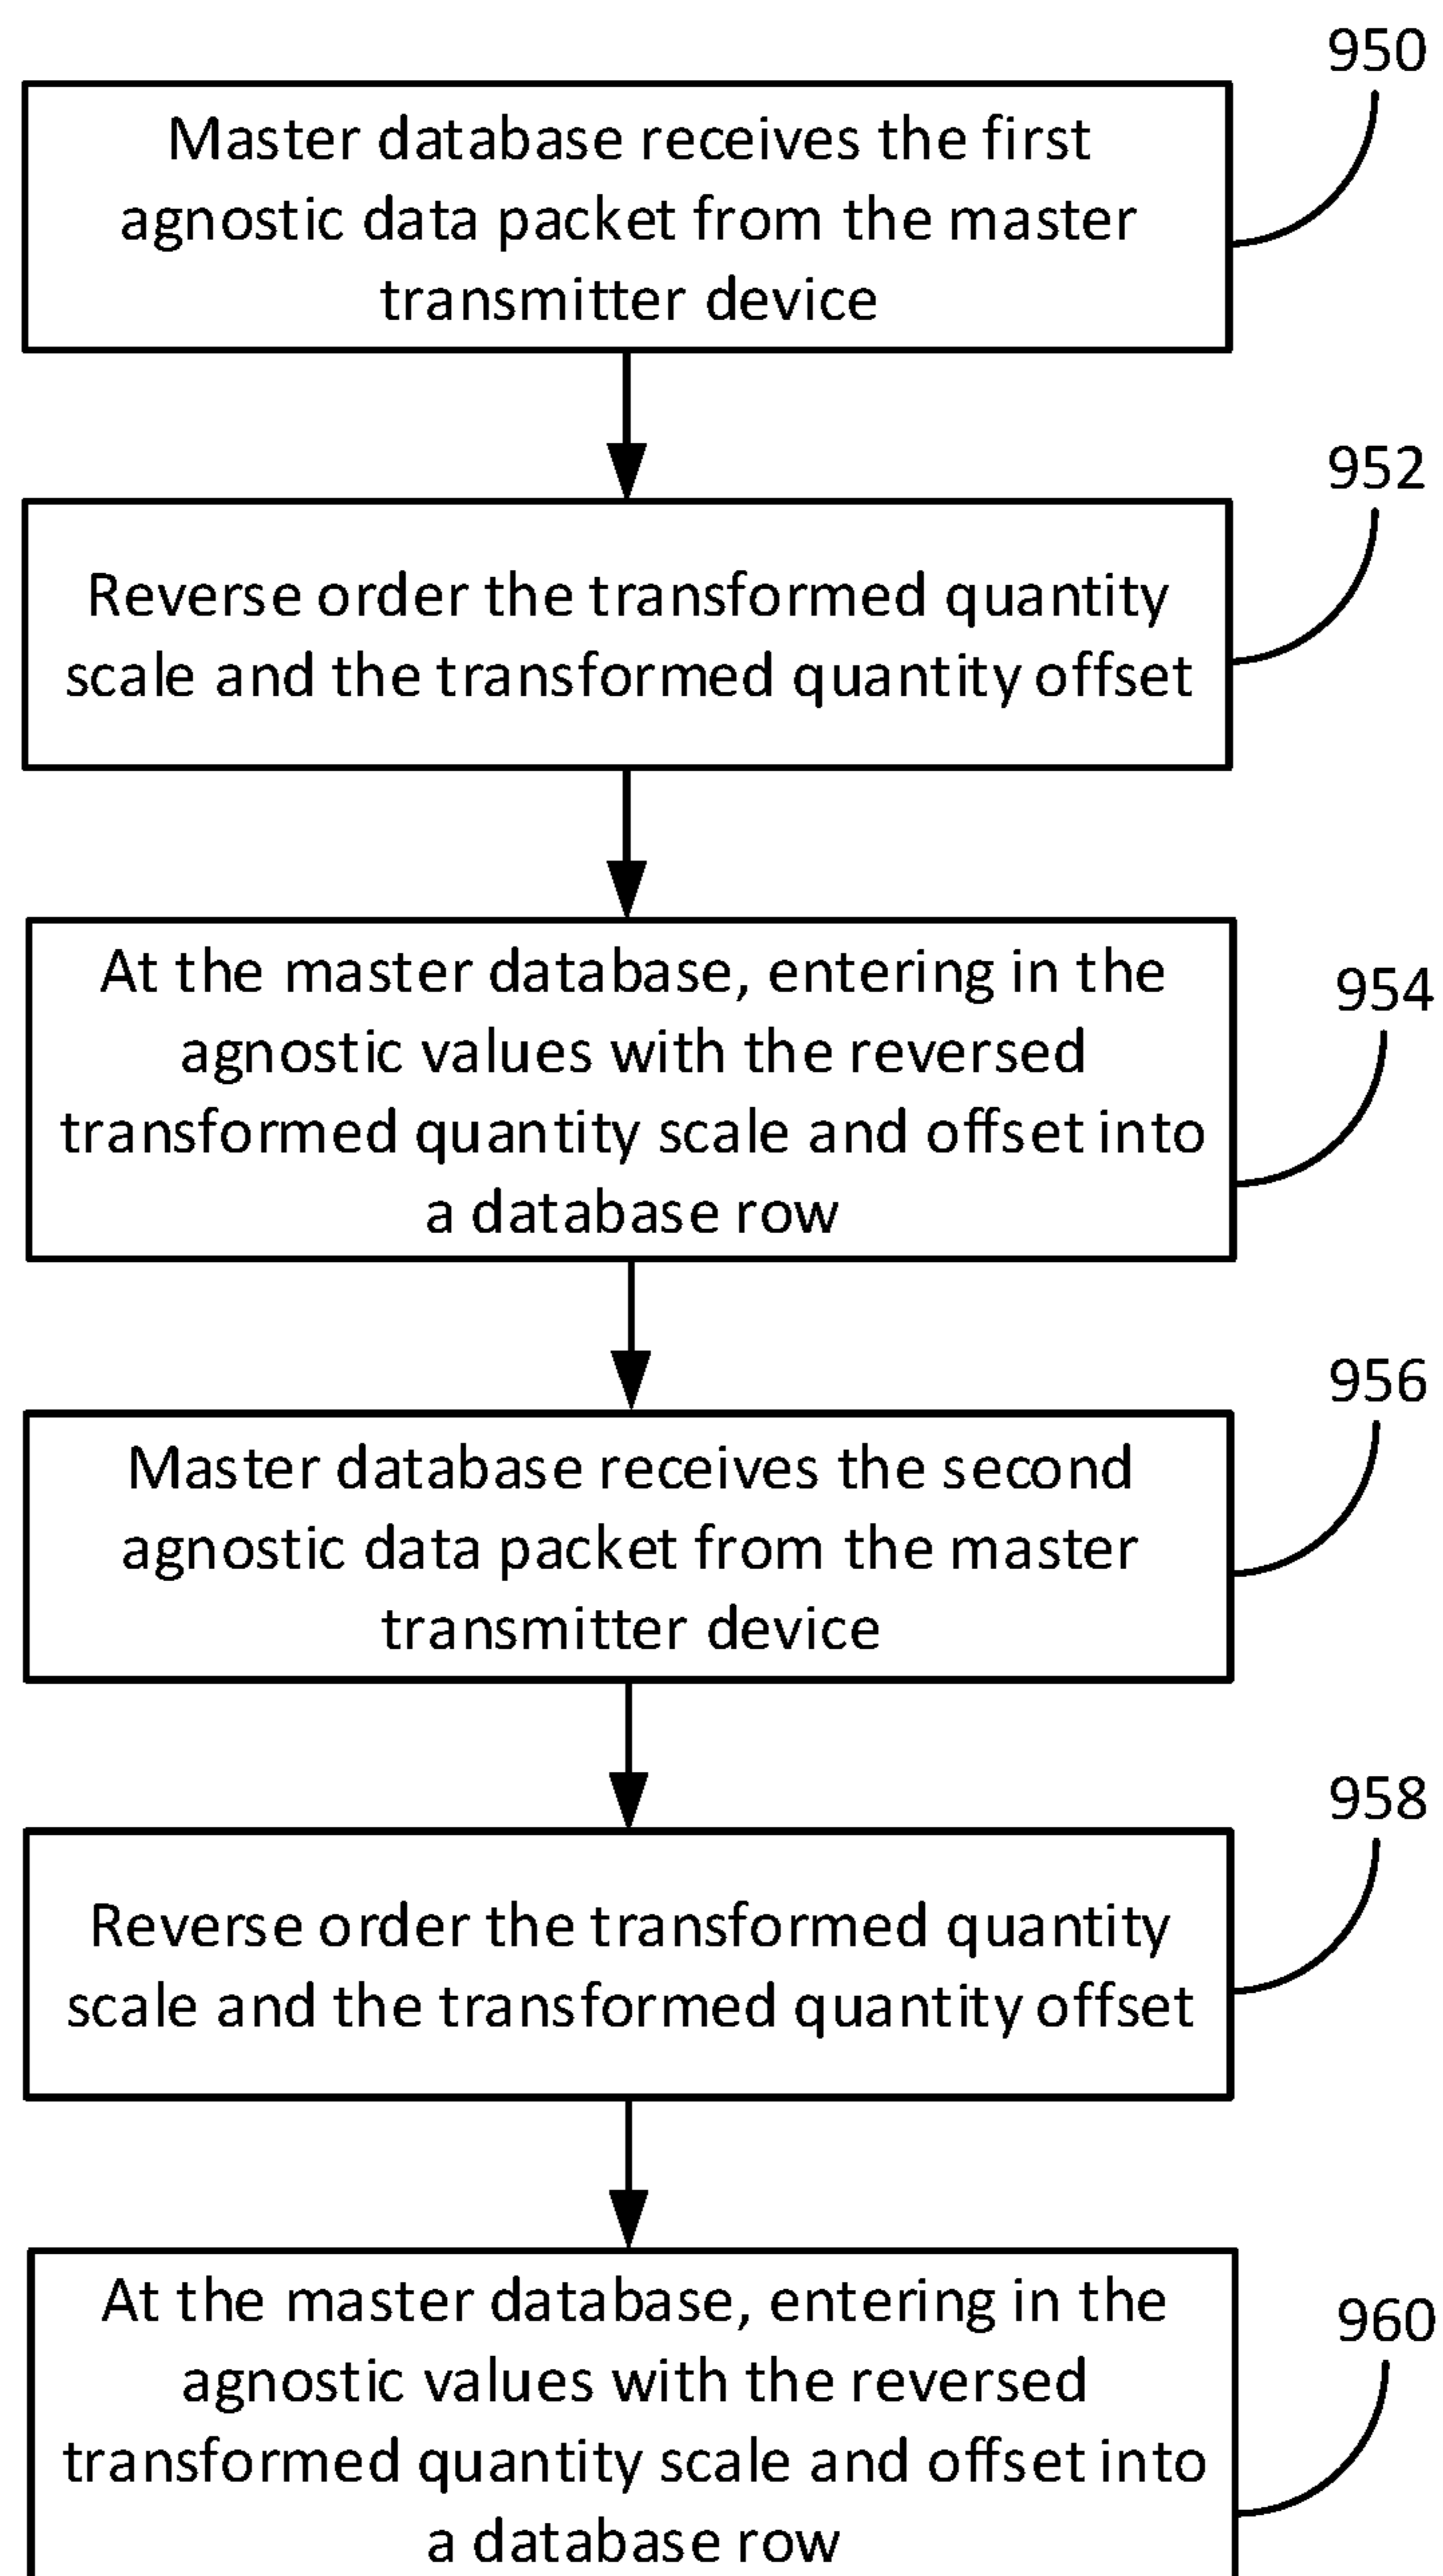 950
Master database receives the first
agnostic data packet from the master
transmitter device
952
Reverse order the transformed quantity
scale and the transformed quantity offset
954
At the master database, entering in the
agnostic values with the reversed
transformed quantity scale and offset into
a database row
956
Master database receives the second
agnostic data packet from the master
transmitter device
958
Reverse order the transformed quantity
scale and the transformed quantity offset
960
At the master database, entering in the
agnostic values with the reversed
transformed quantity scale and offset into
a database row